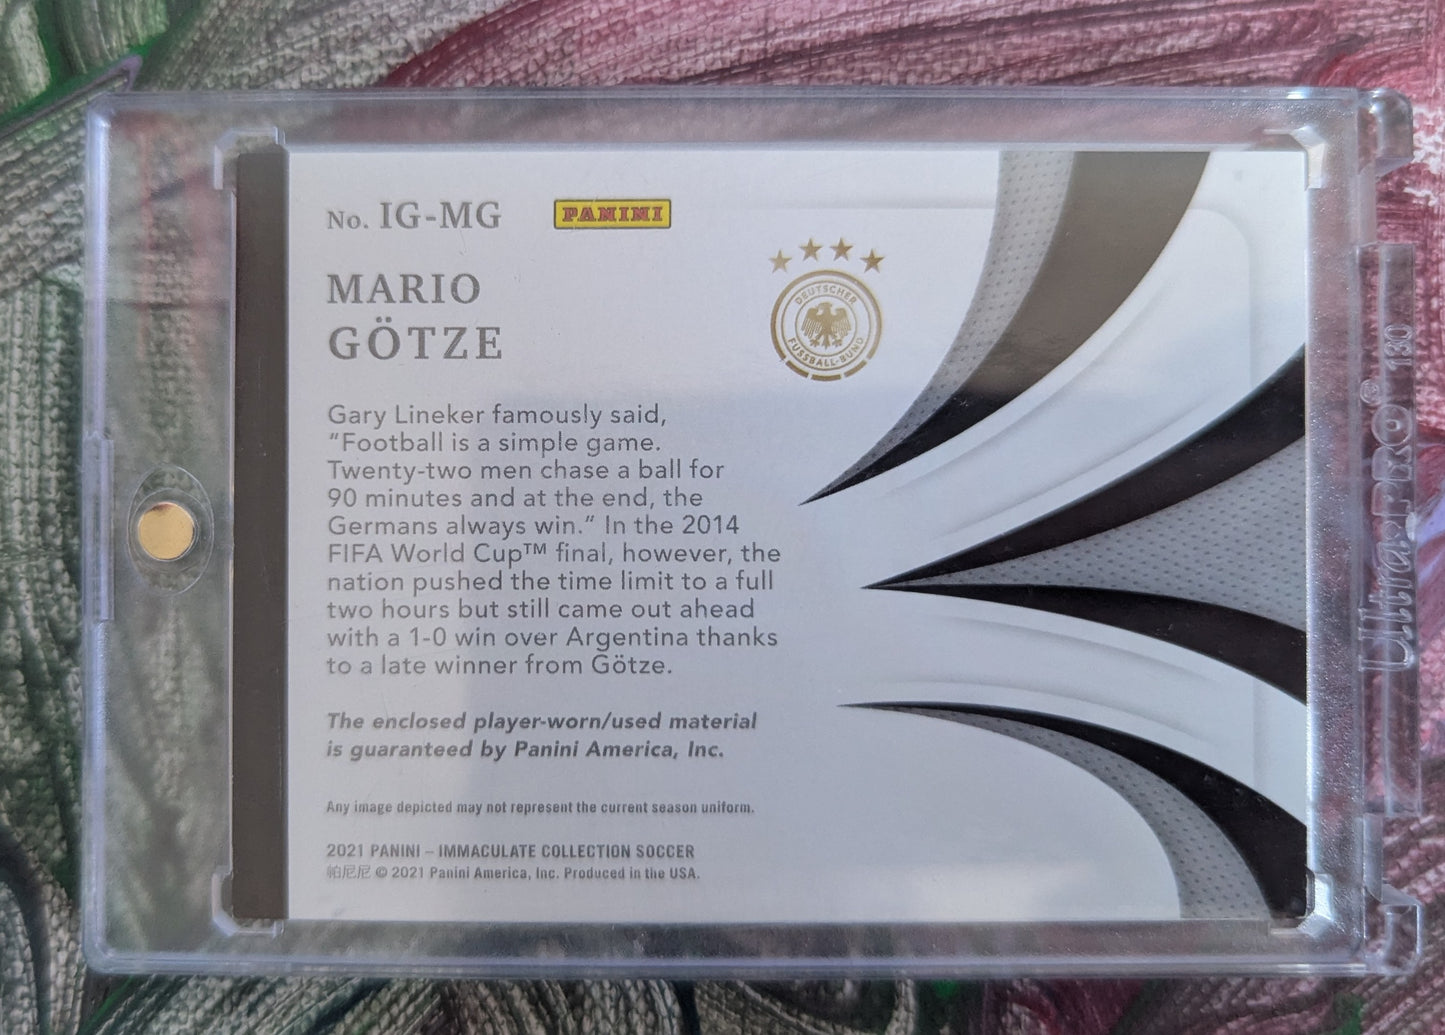 No. IG-MG
PANINI
MARIO
GÖTZE
DEUTSCHER
FUSSBALL-BUND
Gary Lineker famously said,
"Football is a simple game.
Twenty-two men chase a ball for
90 minutes and at the end, the
Germans always win." In the 2014
FIFA World Cup™ final, however, the
nation pushed the time limit to a full
two hours but still came out ahead
with a 1-0 win over Argentina thanks
to a late winner from Götze.
The enclosed player-worn/used material
is guaranteed by Panini America, Inc.
Any image depicted may not represent the current season uniform.
2021 PANINI – IMMACULATE COLLECTION SOCCER
帕尼尼 © 2021 Panini America, Inc. Produced in the USA.
Ultra·PRO® 130